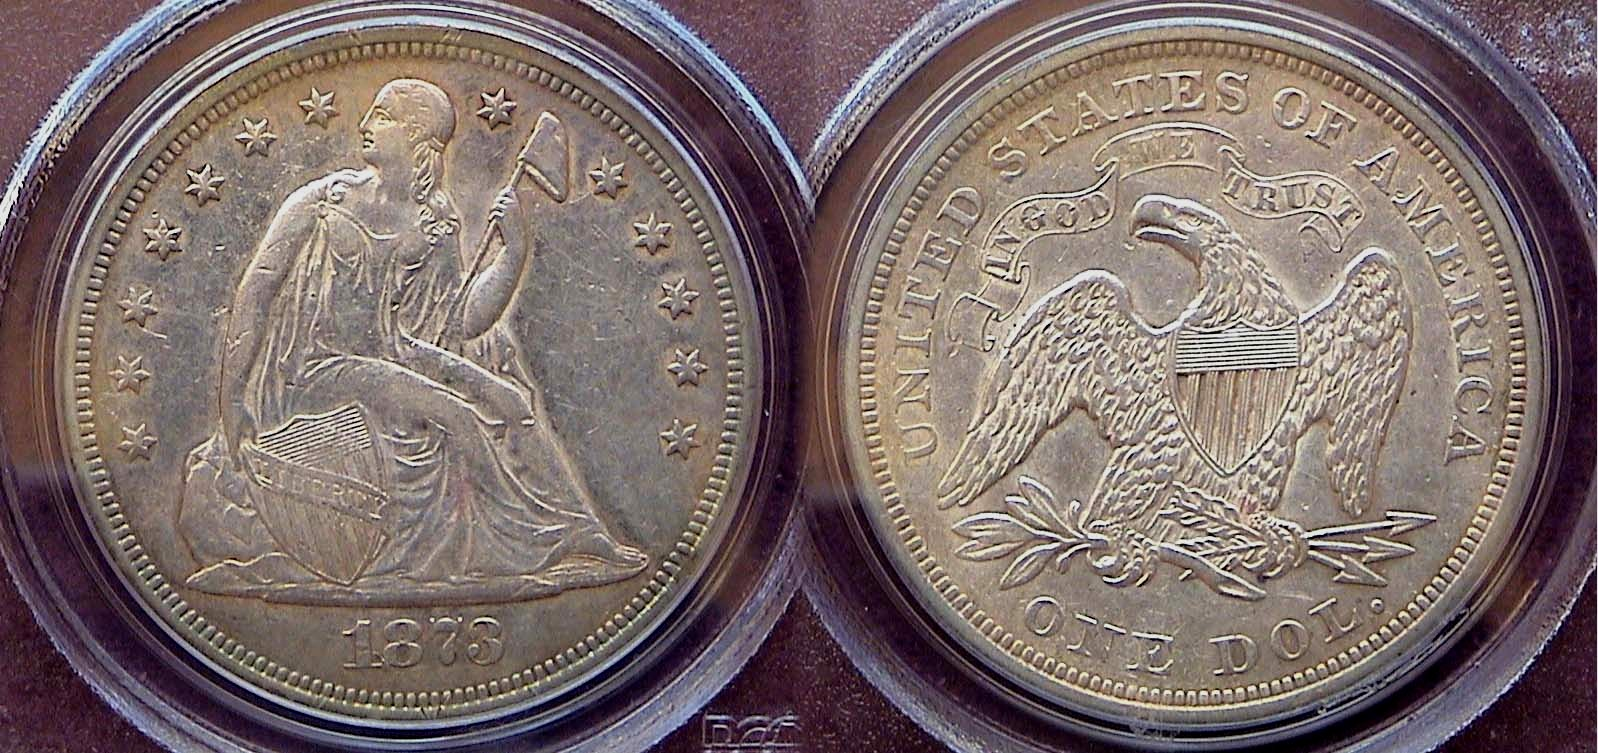 LIBERTY
1873
UNITED STATES OF AMERICA
IN GOD WE TRUST
ONE DOL.